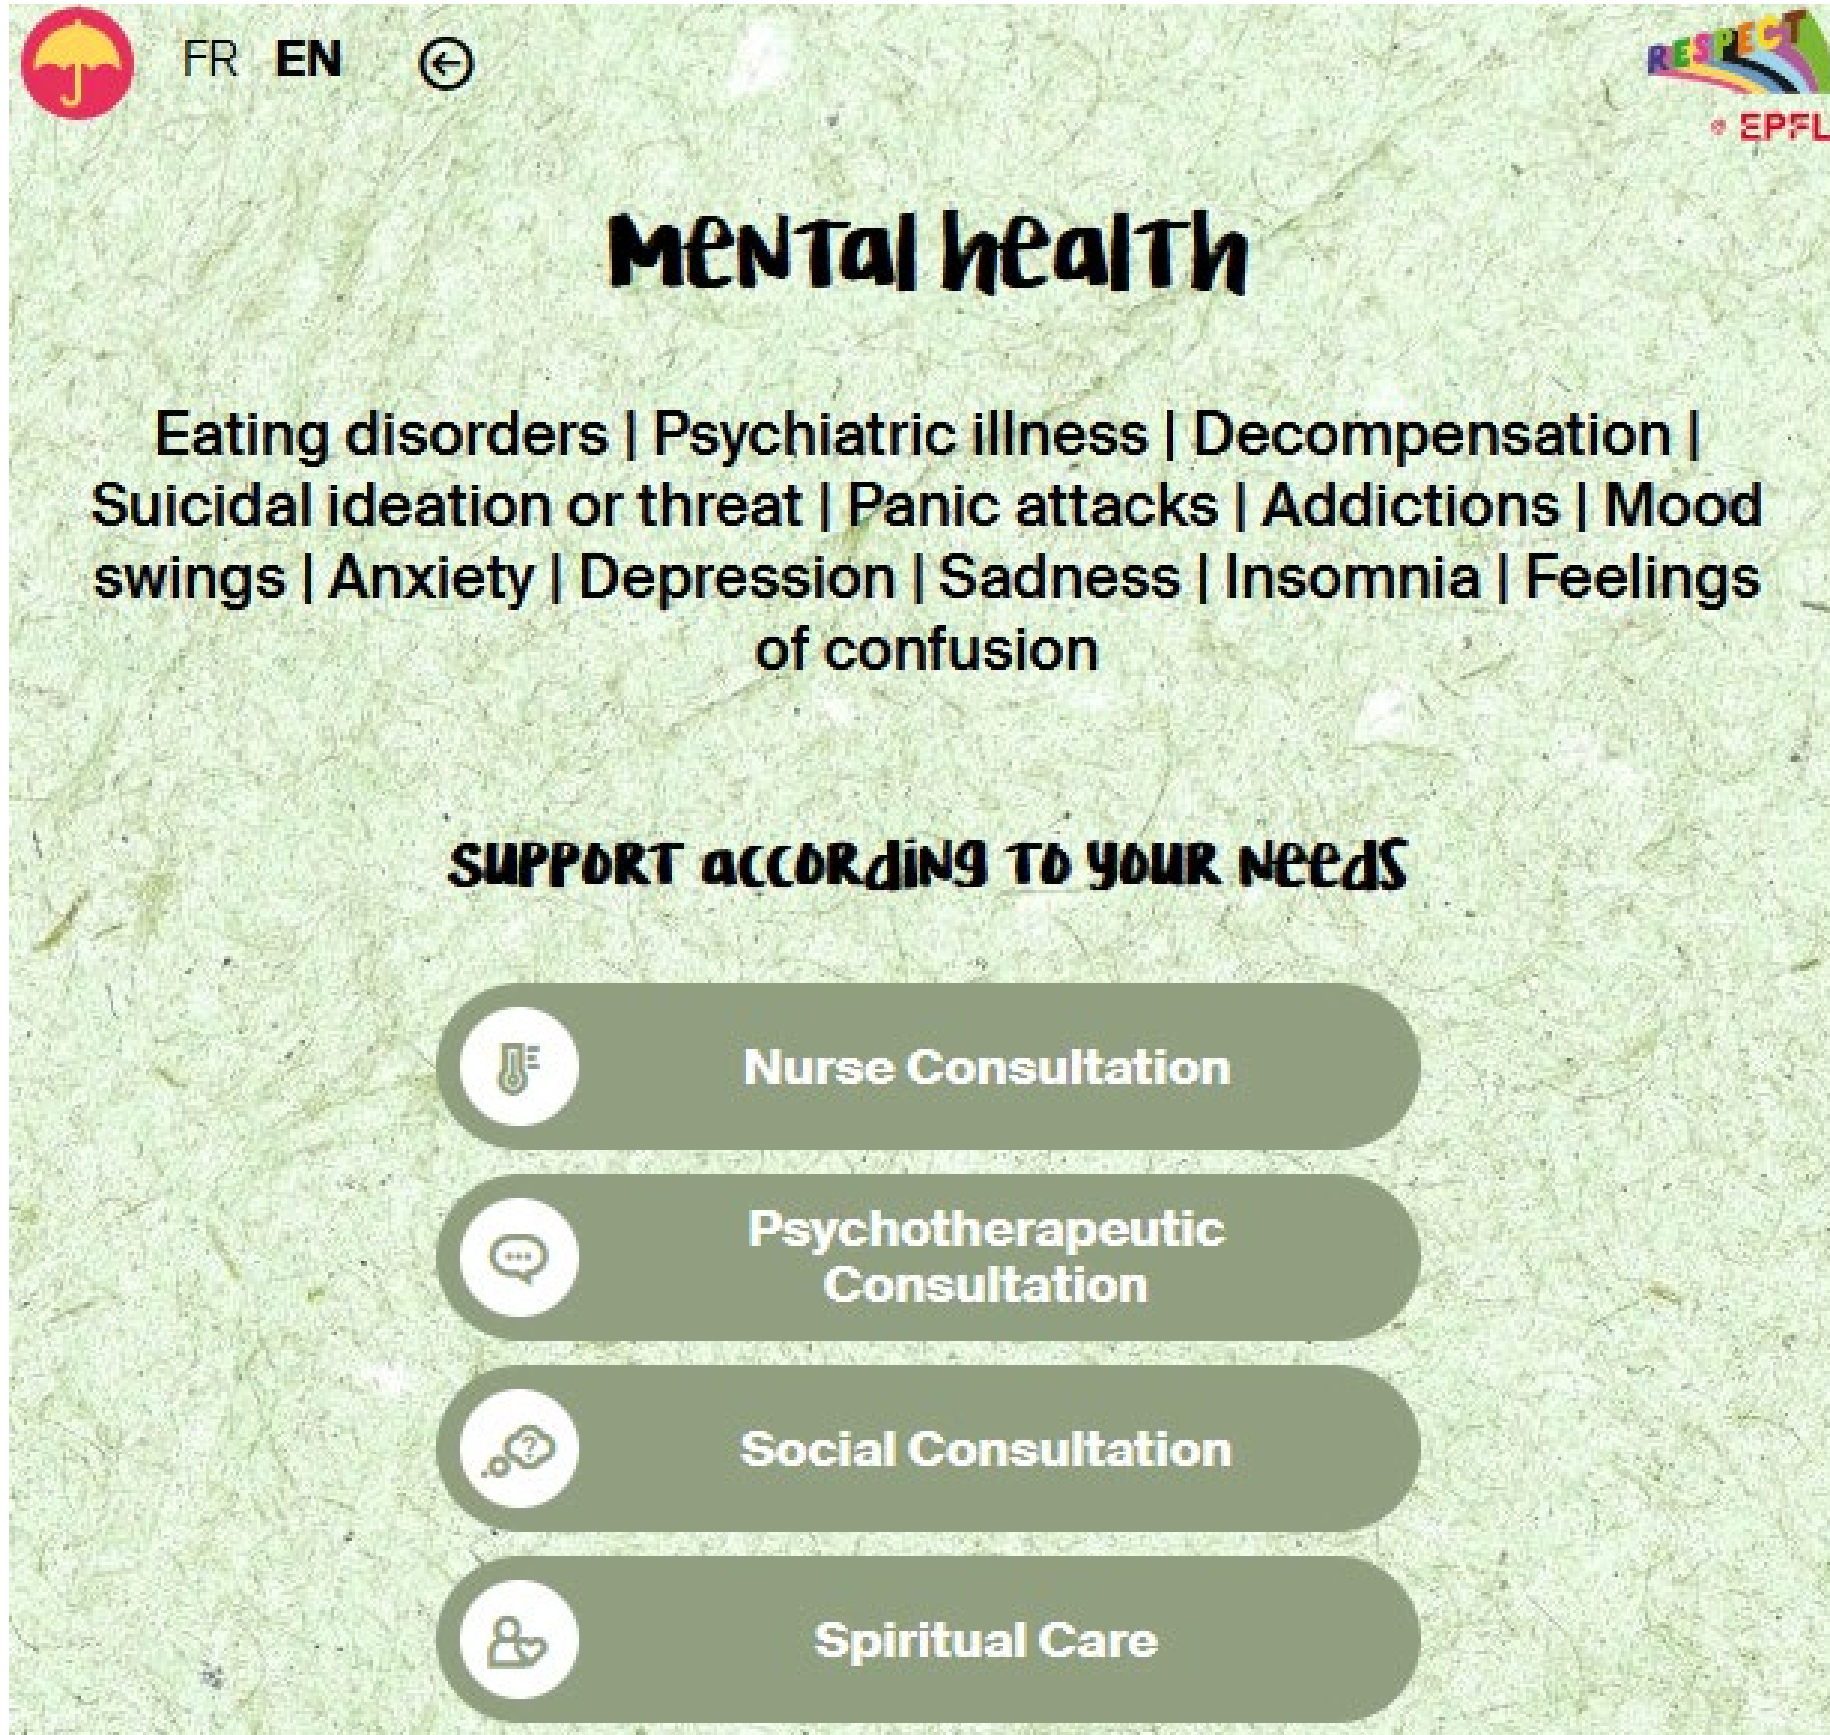 FR EN
RESPECT
@ EPFL
Mental health
Eating disorders | Psychiatric illness | Decompensation |
Suicidal ideation or threat | Panic attacks | Addictions | Mood
swings | Anxiety | Depression | Sadness | Insomnia | Feelings
of confusion
Support according to your needs
Nurse Consultation
Psychotherapeutic
Consultation
Social Consultation
Spiritual Care